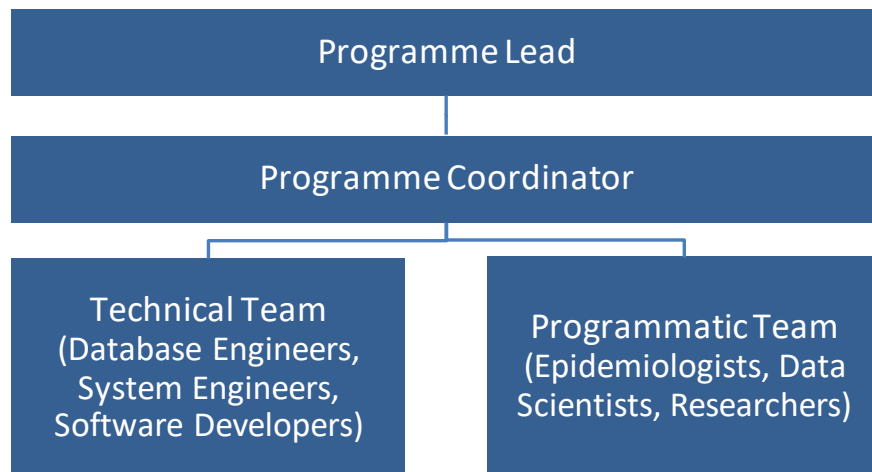 Programme Lead
Programme Coordinator
Technical Team
(Database Engineers,
System Engineers,
Software Developers)
Programmatic Team
(Epidemiologists, Data
Scientists, Researchers)